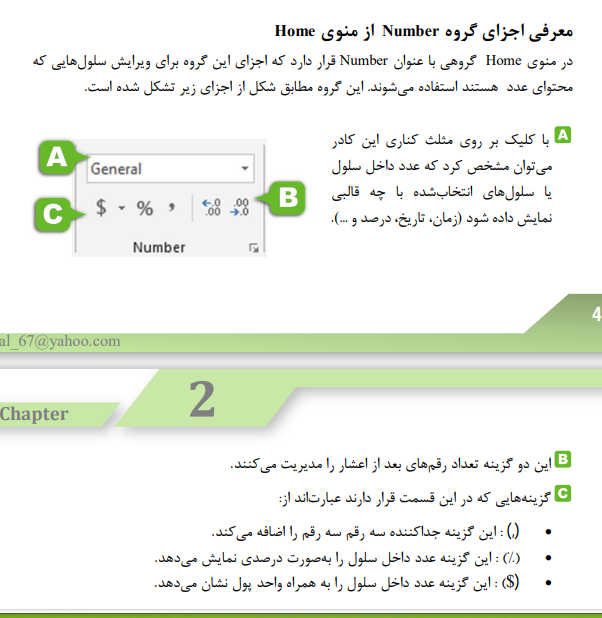 معرفی اجزای گروه Number از منوی Home
در منوی Home گروهی با عنوان Number قرار دارد که اجزای این گروه برای ویرایش سلول‌هایی که
محتوای عدد هستند استفاده می‌شوند. این گروه مطابق شکل از اجزای زیر تشکل شده است.
A با کلیک بر روی مثلث کناری این کادر
می‌توان مشخص کرد که عدد داخل سلول
یا سلول‌های انتخاب‌شده با چه قالبی
نمایش داده شود (زمان، تاریخ، درصد و ...).
A
General
B
C
$ % , .0 .00 .00 .0
Number
4
al_67@yahoo.com
Chapter
2
B این دو گزینه تعداد رقم‌های بعد از اعشار را مدیریت می‌کنند.
C گزینه‌هایی که در این قسمت قرار دارند عبارت‌اند از:
• (,) : این گزینه جداکننده سه رقم سه رقم را اضافه می‌کند.
• (٪) : این گزینه عدد داخل سلول را به‌صورت درصدی نمایش می‌دهد.
• ($) : این گزینه عدد داخل سلول را به همراه واحد پول نشان می‌دهد.